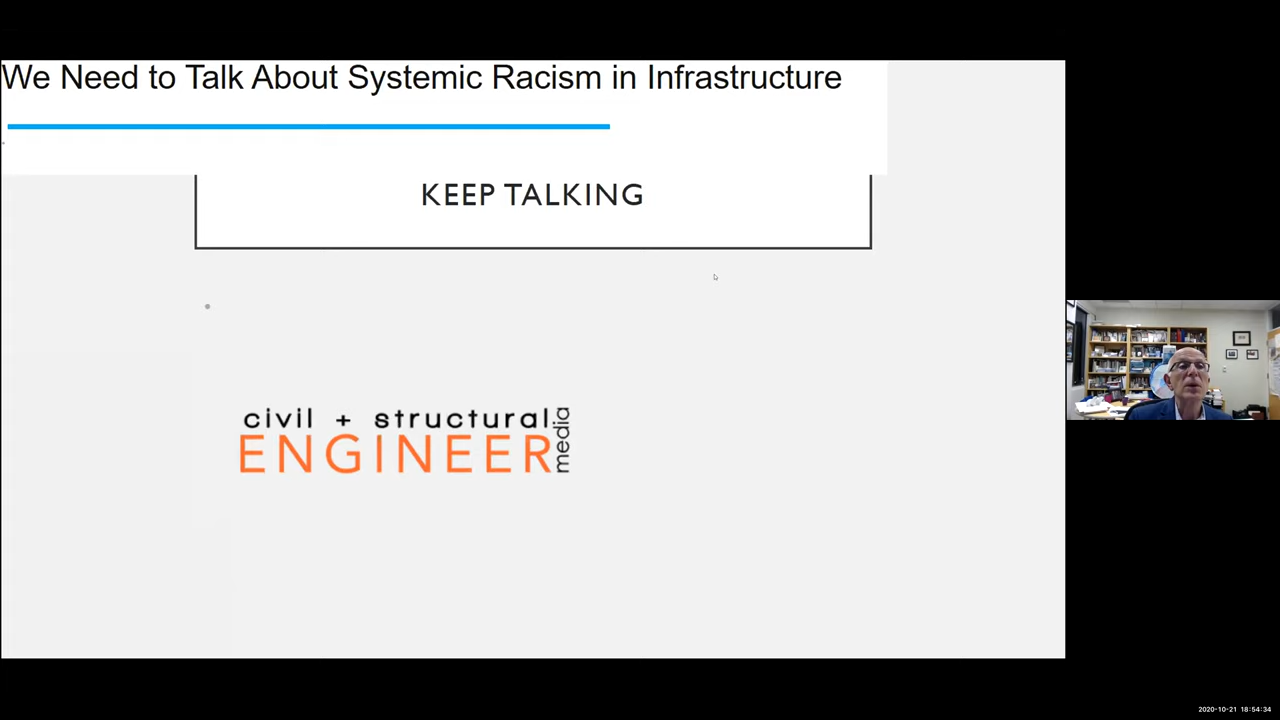 We Need to Talk About Systemic Racism in Infrastructure
KEEP TALKING
civil + structural
ENGINEER
media
2020-10-21 18:54:34